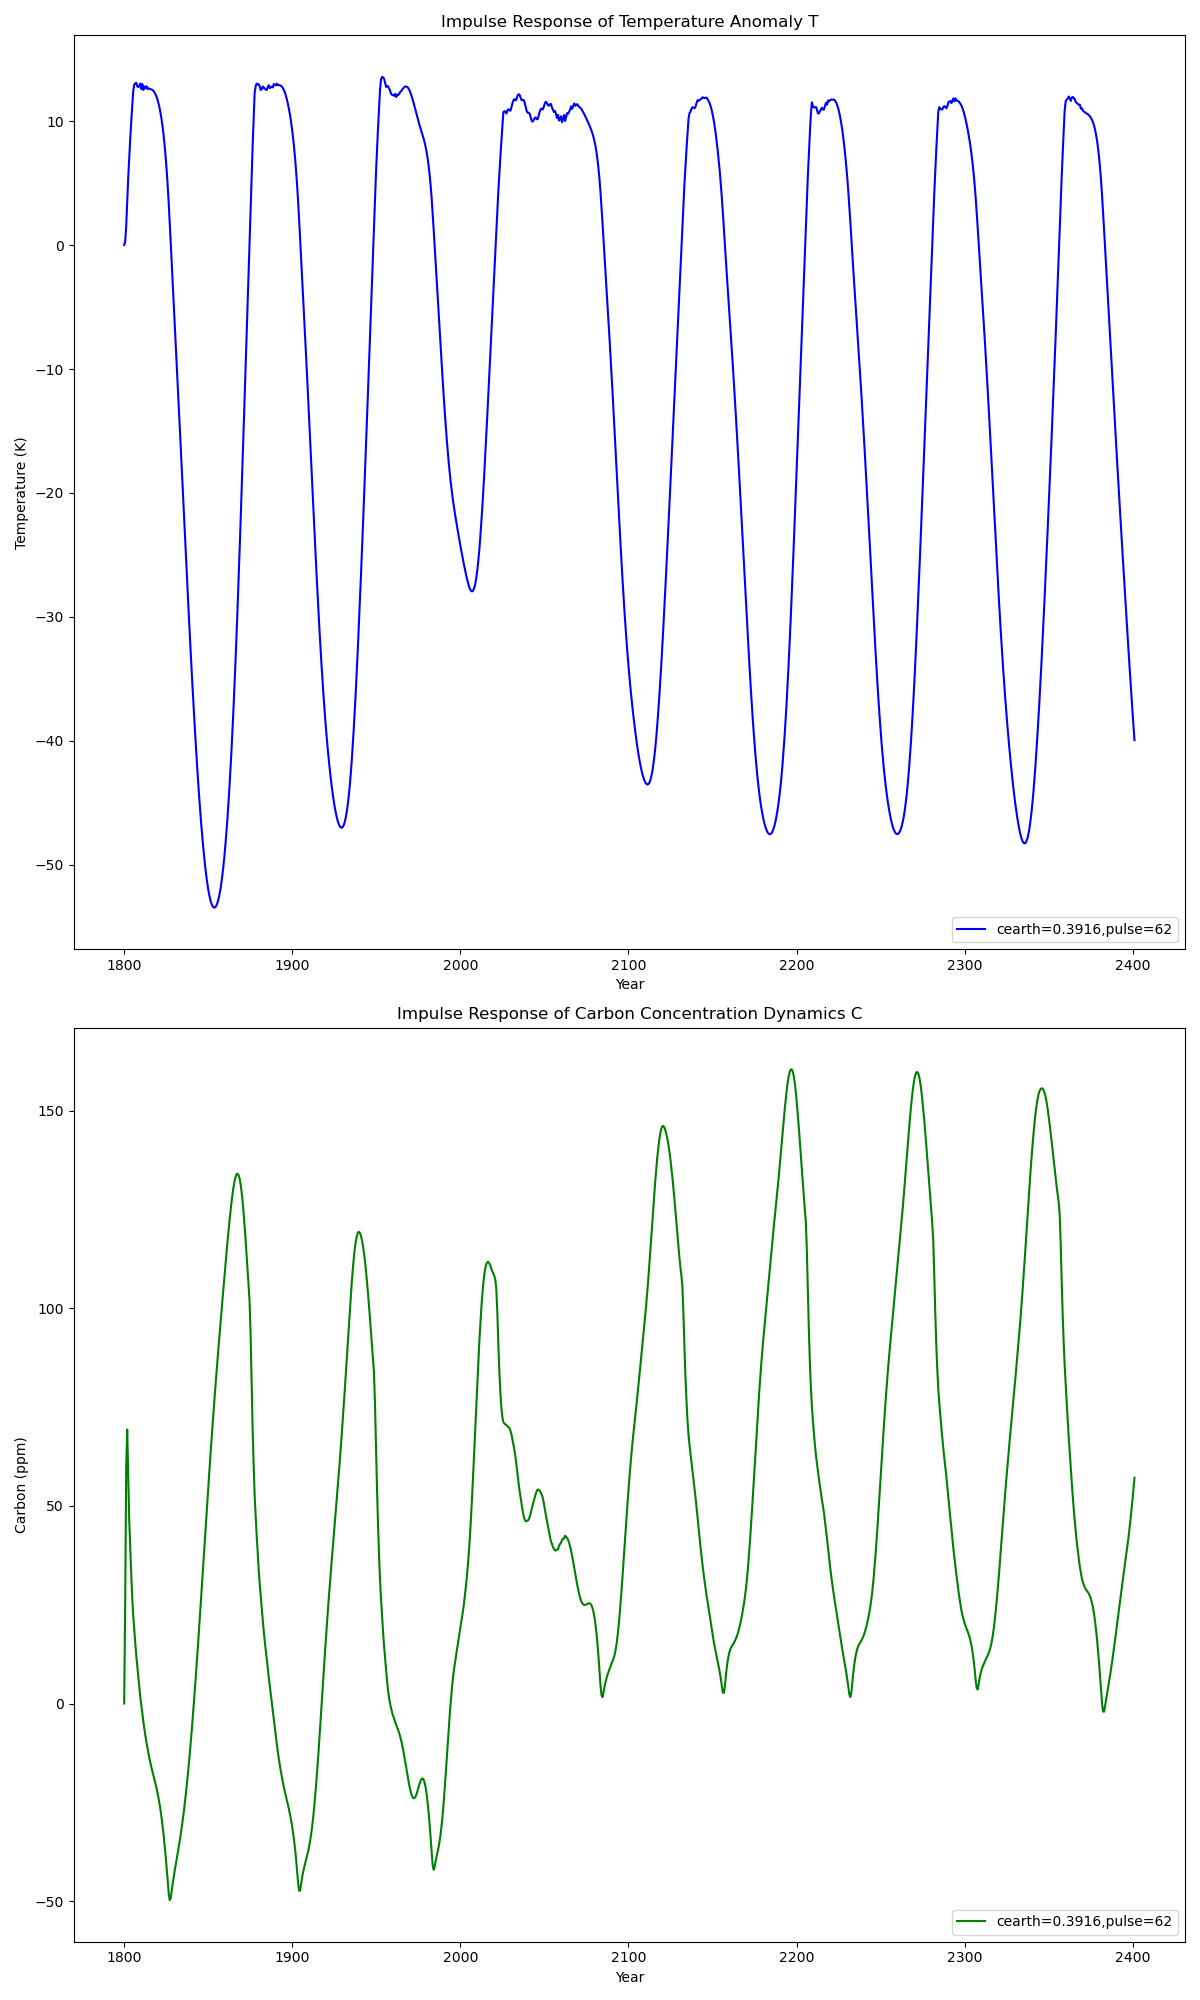 Impulse Response of Temperature Anomaly T
10
0
−10
−20
−30
−40
−50
Temperature (K)
cearth=0.3916,pulse=62
1800 1900 2000 2100 2200 2300 2400
Year
Impulse Response of Carbon Concentration Dynamics C
150
100
50
0
−50
Carbon (ppm)
cearth=0.3916,pulse=62
1800 1900 2000 2100 2200 2300 2400
Year